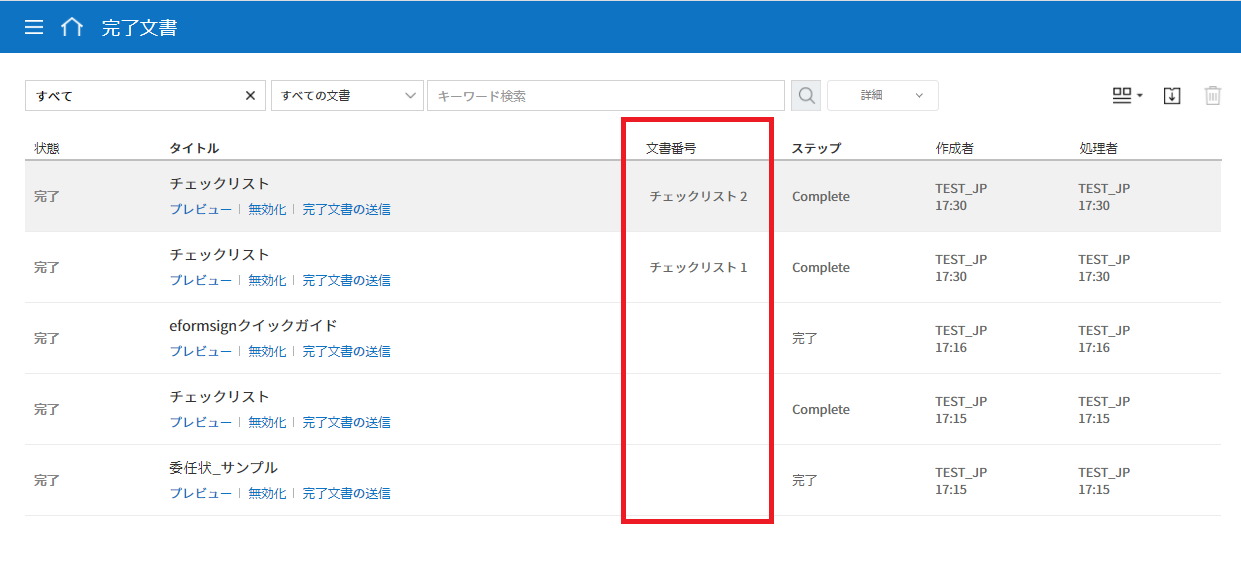 完了文書
すべて
すべての文書
キーワード検索
詳細
状態 タイトル 文書番号 ステップ 作成者 処理者
完了 チェックリスト チェックリスト 2 Complete TEST_JP TEST_JP
プレビュー | 無効化 | 完了文書の送信 17:30 17:30
完了 チェックリスト チェックリスト 1 Complete TEST_JP TEST_JP
プレビュー | 無効化 | 完了文書の送信 17:30 17:30
完了 eformsignクイックガイド 完了 TEST_JP TEST_JP
プレビュー | 無効化 | 完了文書の送信 17:16 17:16
完了 チェックリスト Complete TEST_JP TEST_JP
プレビュー | 無効化 | 完了文書の送信 17:15 17:15
完了 委任状_サンプル 完了 TEST_JP TEST_JP
プレビュー | 無効化 | 完了文書の送信 17:15 17:15